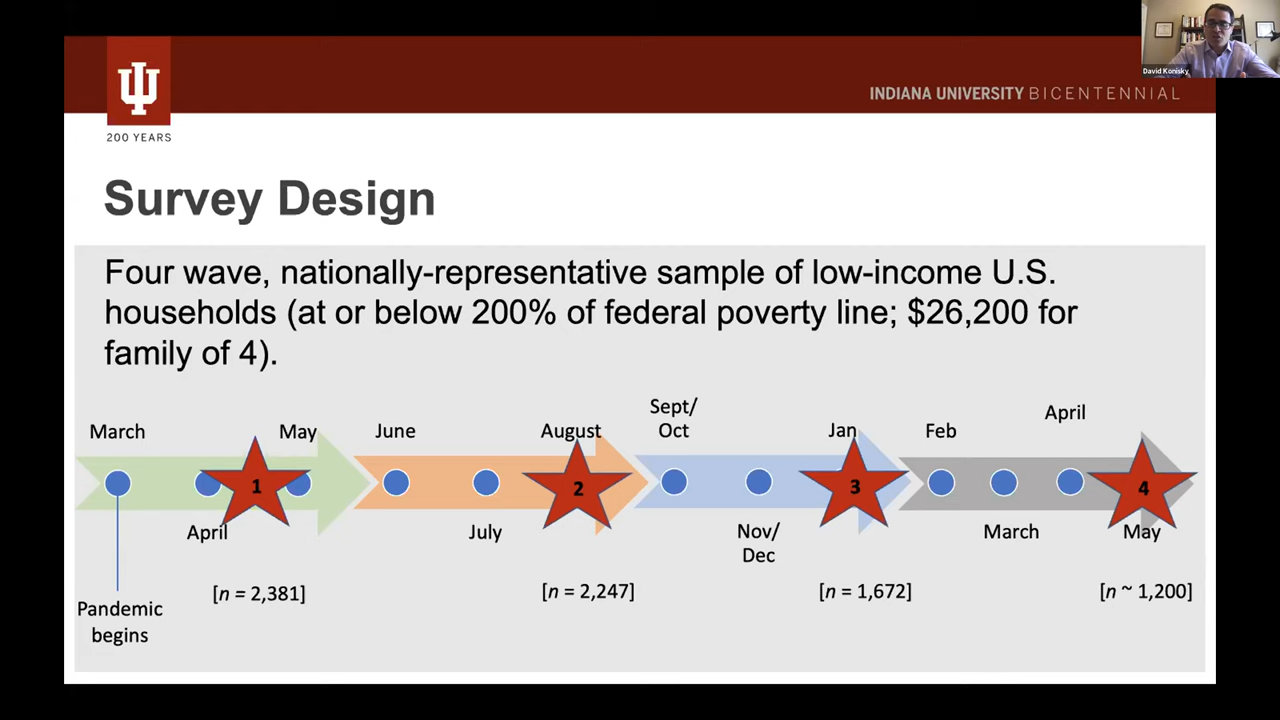 David Konisky
INDIANA UNIVERSITY BICENTENNIAL
200 YEARS
Survey Design
Four wave, nationally-representative sample of low-income U.S.
households (at or below 200% of federal poverty line; $26,200 for
family of 4).
March
April
1
May
June
July
August
2
Sept/
Oct
Nov/
Dec
Jan
3
Feb
March
April
4
May
Pandemic
begins
[n = 2,381]
[n = 2,247]
[n = 1,672]
[n ~ 1,200]